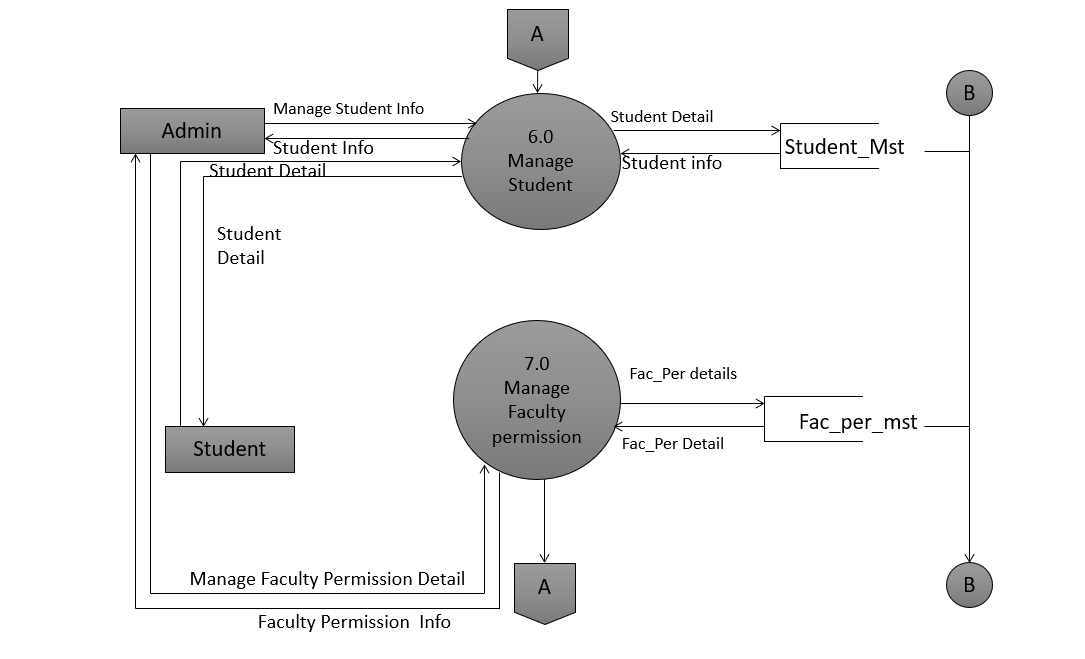 A
B
Manage Student Info
Admin
Student Info
Student Detail
6.0
Manage
Student
Student Detail
Student_Mst
Student info
Student
Detail
7.0
Manage
Faculty
permission
Fac_Per details
Fac_per_mst
Fac_Per Detail
Student
Manage Faculty Permission Detail
Faculty Permission  Info
A
B